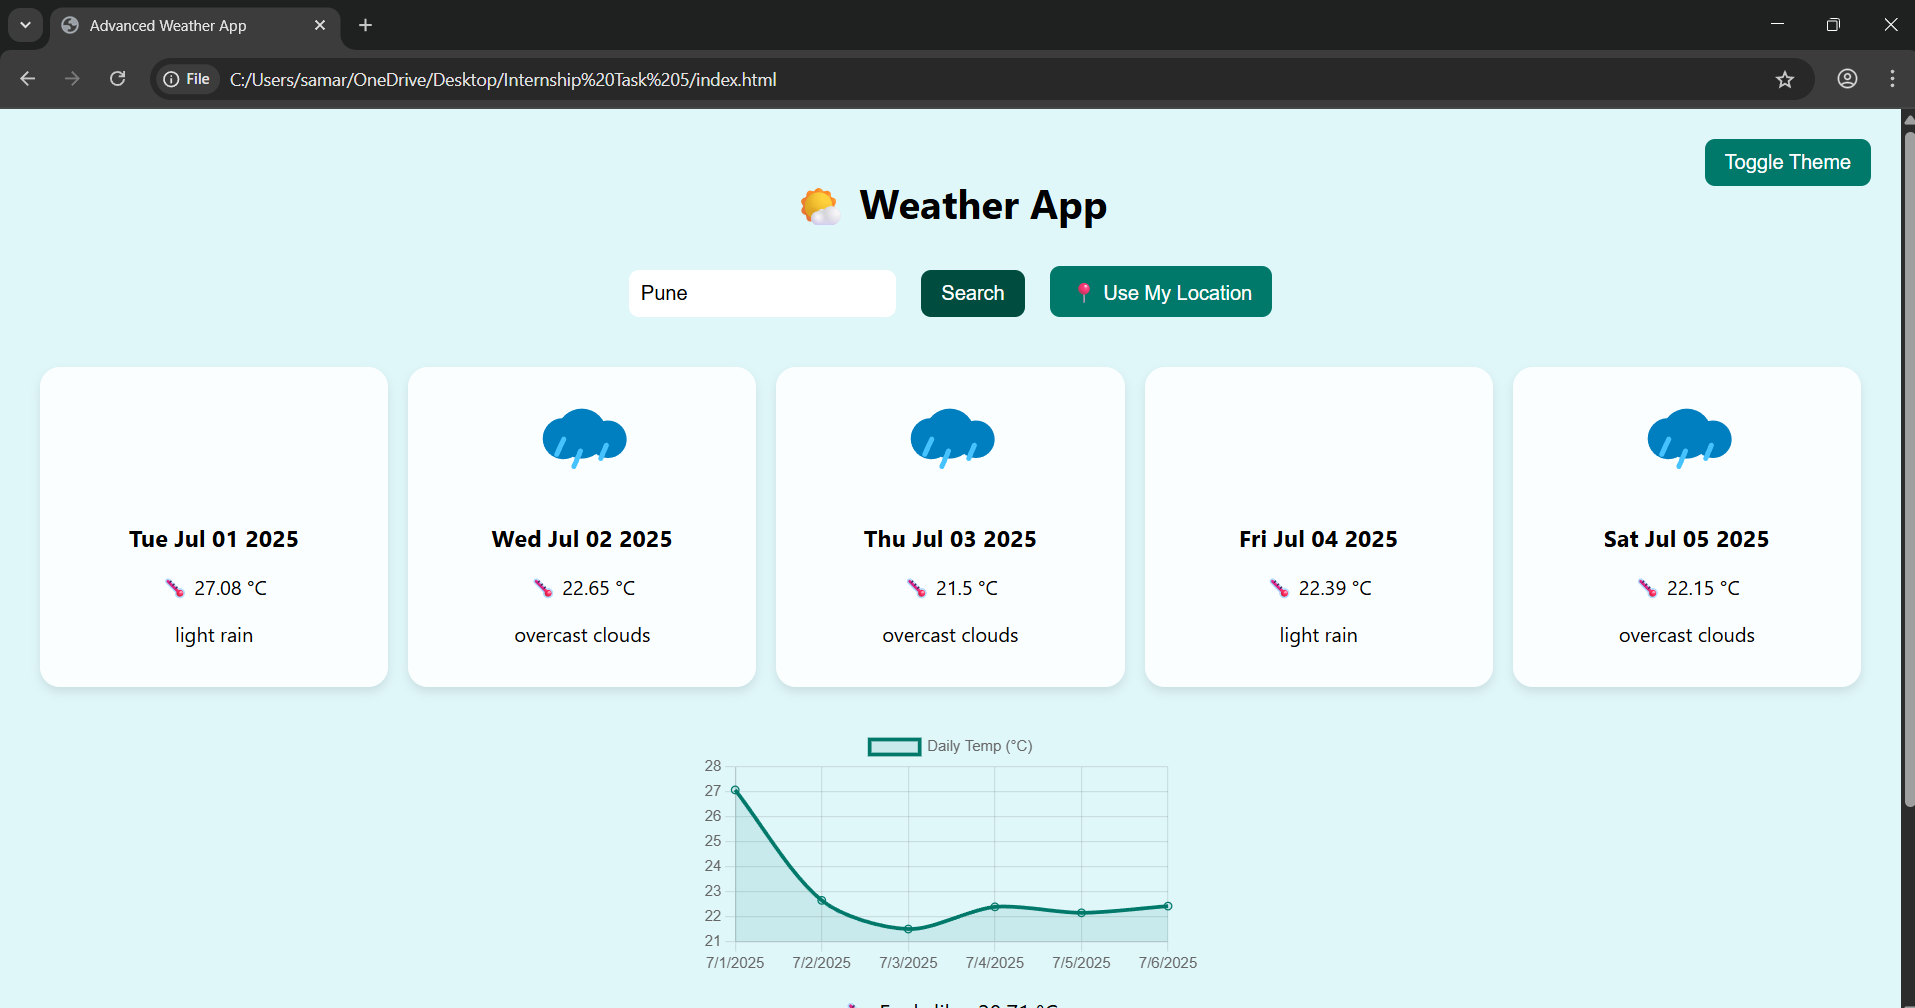 Advanced Weather App
File C:/Users/samar/OneDrive/Desktop/Internship%20Task%205/index.html
Toggle Theme
Weather App
Pune Search Use My Location
Tue Jul 01 2025
27.08 °C
light rain
Wed Jul 02 2025
22.65 °C
overcast clouds
Thu Jul 03 2025
21.5 °C
overcast clouds
Fri Jul 04 2025
22.39 °C
light rain
Sat Jul 05 2025
22.15 °C
overcast clouds
Daily Temp (°C)
28
27
26
25
24
23
22
21
7/1/2025 7/2/2025 7/3/2025 7/4/2025 7/5/2025 7/6/2025